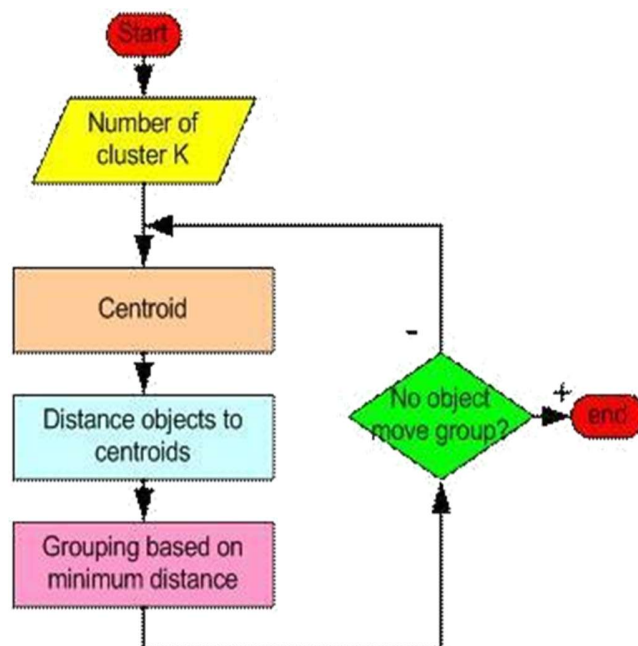 Start
Number of
cluster K
Centroid
Distance objects to
centroids
Grouping based on
minimum distance
-
No object
move group?
+
end